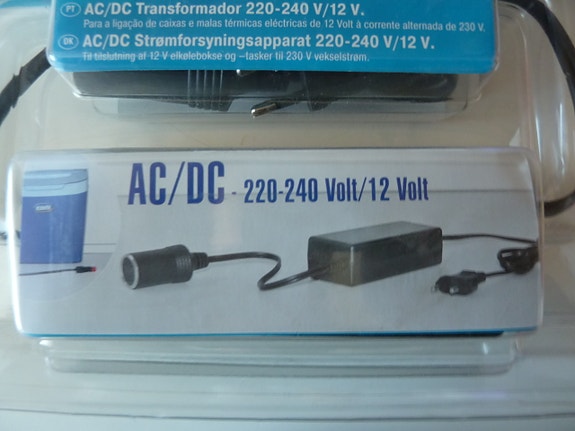 PT AC/DC Transformador 220-240 V/12 V.
Para a ligação de caixas e malas térmicas eléctricas de 12 Volt à corrente alternada de 230 V.
DK AC/DC Strømforsyningsapparat 220-240 V/12 V.
Til tilslutning af 12 V elkølebokse og –tasker til 230 V vekselstrøm.
AC/DC - 220-240 Volt/12 Volt